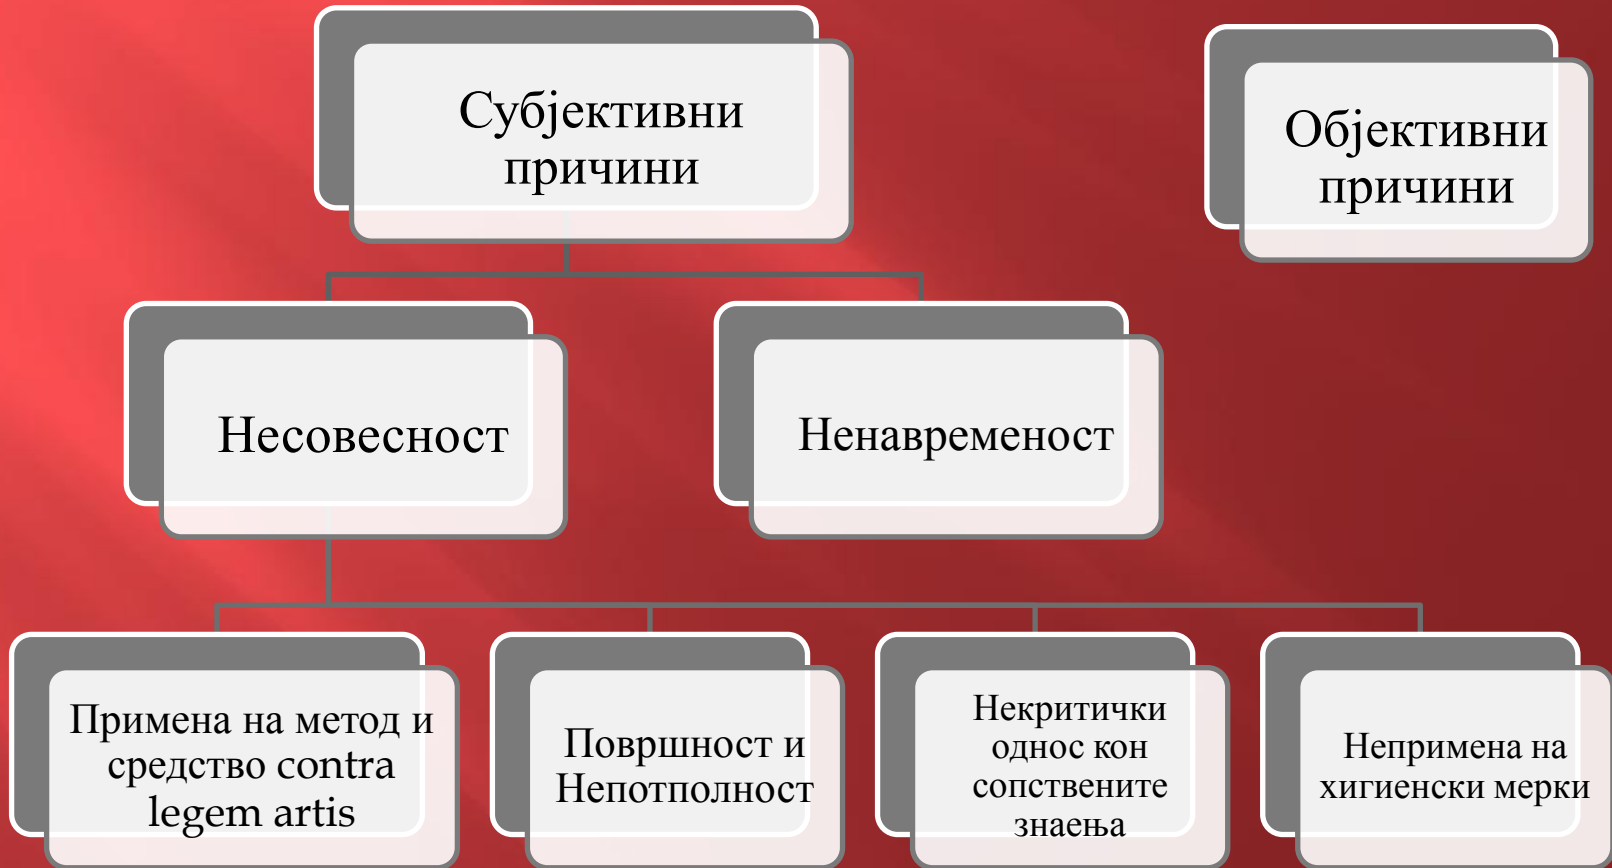 Субјективни
причини
Објективни
причини
Несовесност
Ненавременост
Примена на метод и
средство contra
legem artis
Површност и
Непотполност
Некритички
однос кон
сопствените
знаења
Непримена на
хигиенски мерки